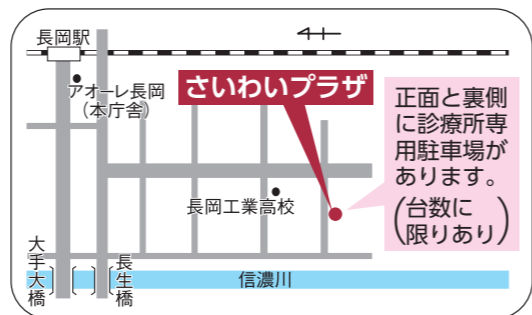 長岡駅
アオーレ長岡
(本庁舎)
さいわいプラザ
正面と裏側
に診療所専
用駐車場が
あります。
(台数に
限りあり)
長岡工業高校
大手大橋
長生橋
信濃川